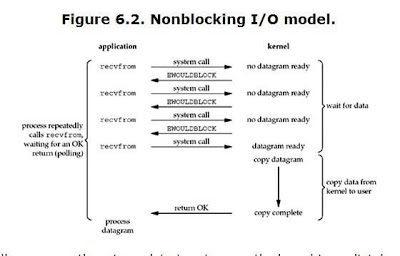 Figure 6.2. Nonblocking I/O model.
application
kernel
recvfrom
system call
no datagram ready
EWOULDBLOCK
recvfrom
system call
no datagram ready
EWOULDBLOCK
recvfrom
system call
no datagram ready
EWOULDBLOCK
recvfrom
system call
datagram ready
copy datagram
wait for data
process repeatedly
calls recvfrom,
waiting for an OK
return (polling)
copy data from
kernel to user
return OK
copy complete
process
datagram